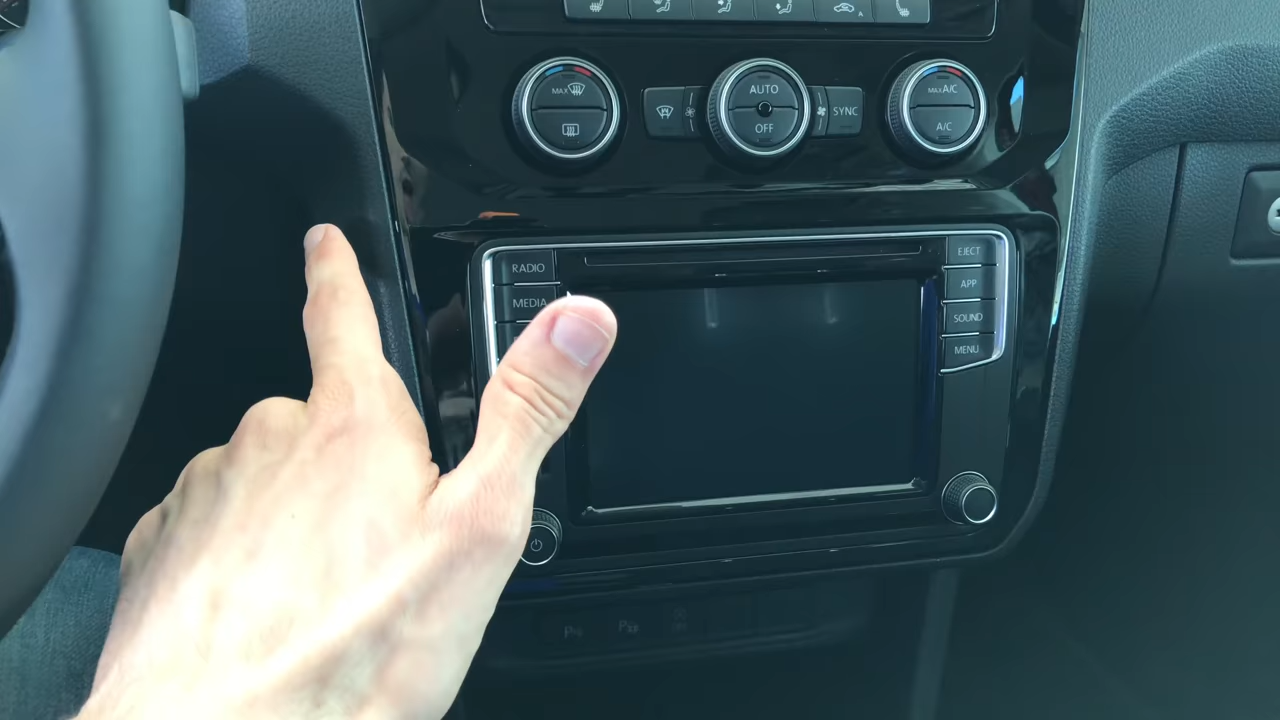 A
MAX
AUTO
OFF
SYNC
MAX A/C
A/C
RADIO
MEDIA
EJECT
APP
SOUND
MENU
P